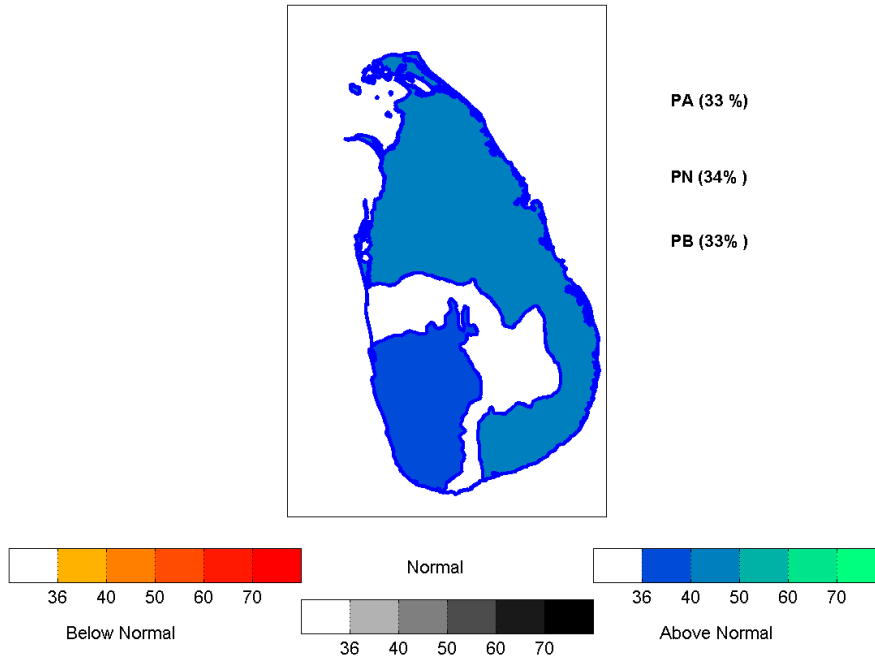 PA (33 %)
PN (34% )
PB (33% )
Normal
36 40 50 60 70
36 40 50 60 70
Below Normal
Above Normal
36 40 50 60 70